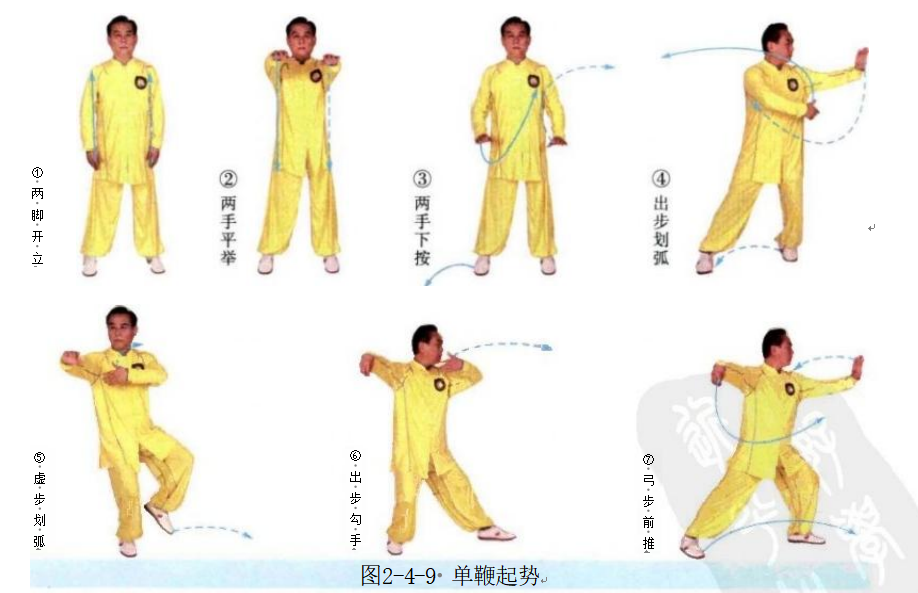 ① 两脚开立
② 两手平举
③ 两手下按
④ 出步划弧
⑤ 虚步划弧
⑥ 出步勾手
⑦ 弓步前推
图2-4-9 单鞭起势